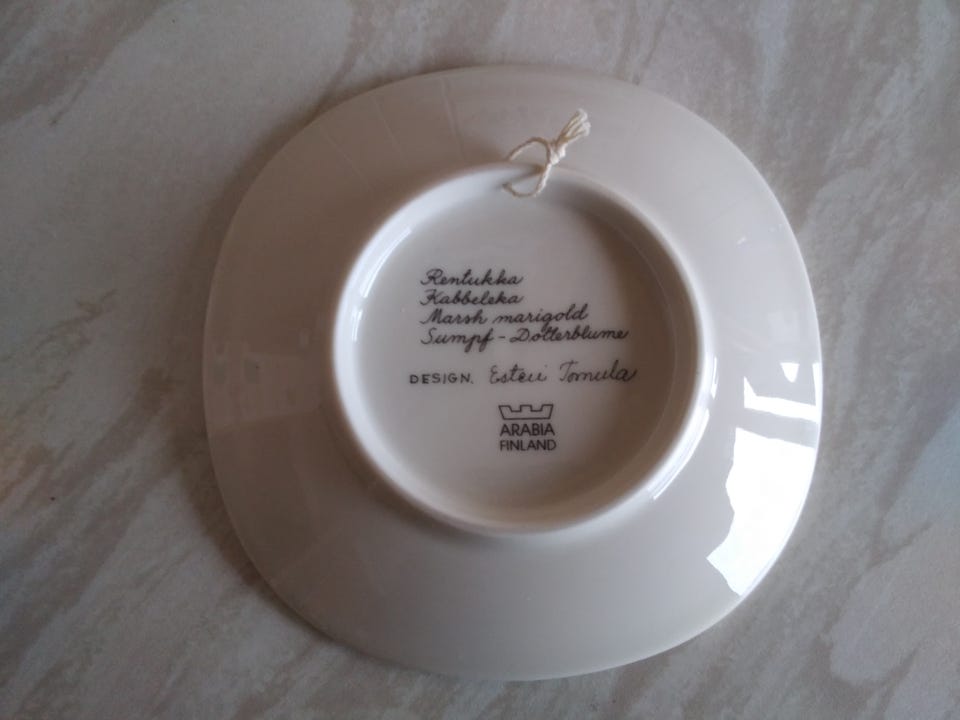 Rentukka
Kabbeleka
Marsh marigold
Sumpf-Dotterblume
DESIGN. Esteri Tomula
ARABIA
FINLAND